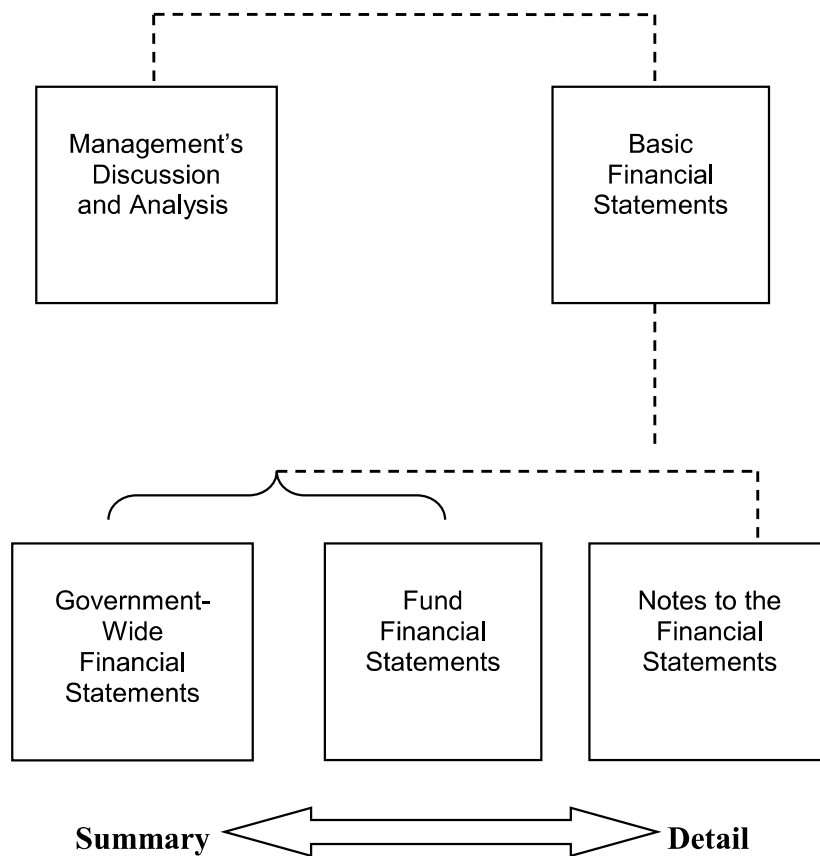 Management’s
Discussion
and Analysis
Basic
Financial
Statements
Government-
Wide
Financial
Statements
Fund
Financial
Statements
Notes to the
Financial
Statements
Summary
Detail